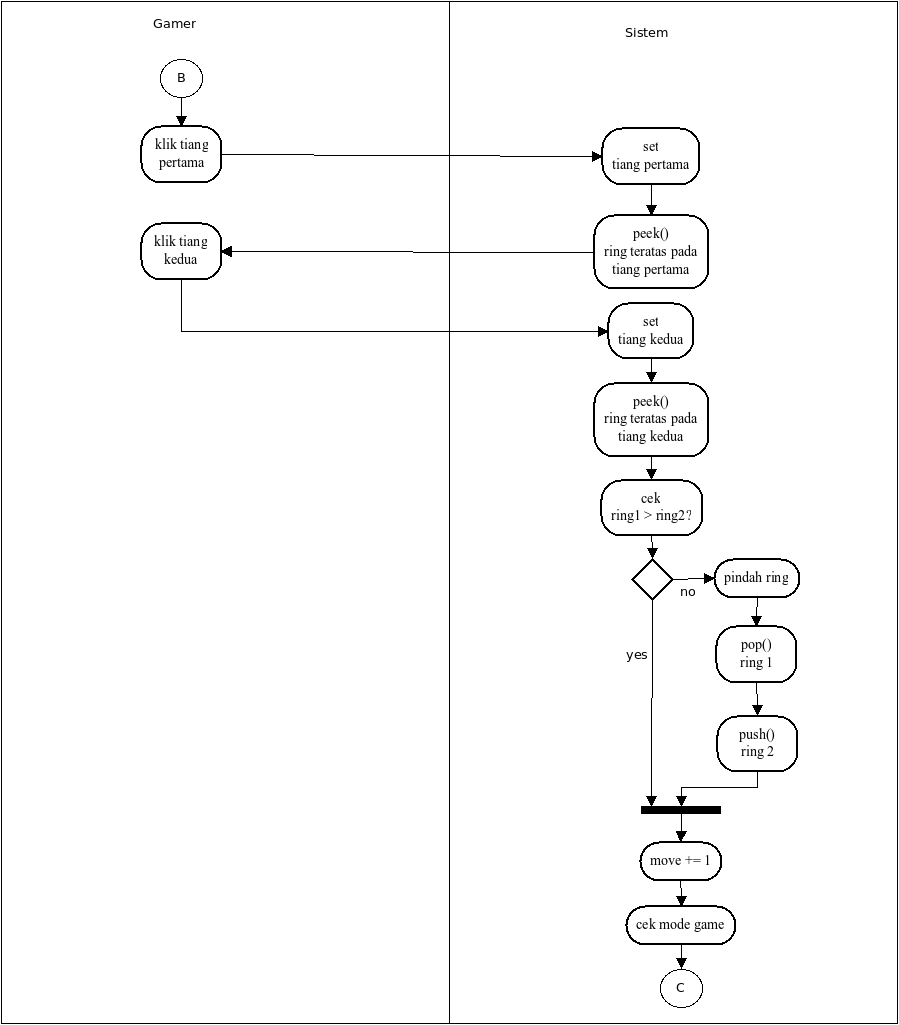 Gamer
Sistem
B
klik tiang
pertama
set
tiang pertama
peek()
ring teratas pada
tiang pertama
klik tiang
kedua
set
tiang kedua
peek()
ring teratas pada
tiang kedua
cek
ring1 > ring2?
no
pindah ring
yes
pop()
ring 1
push()
ring 2
move += 1
cek mode game
C